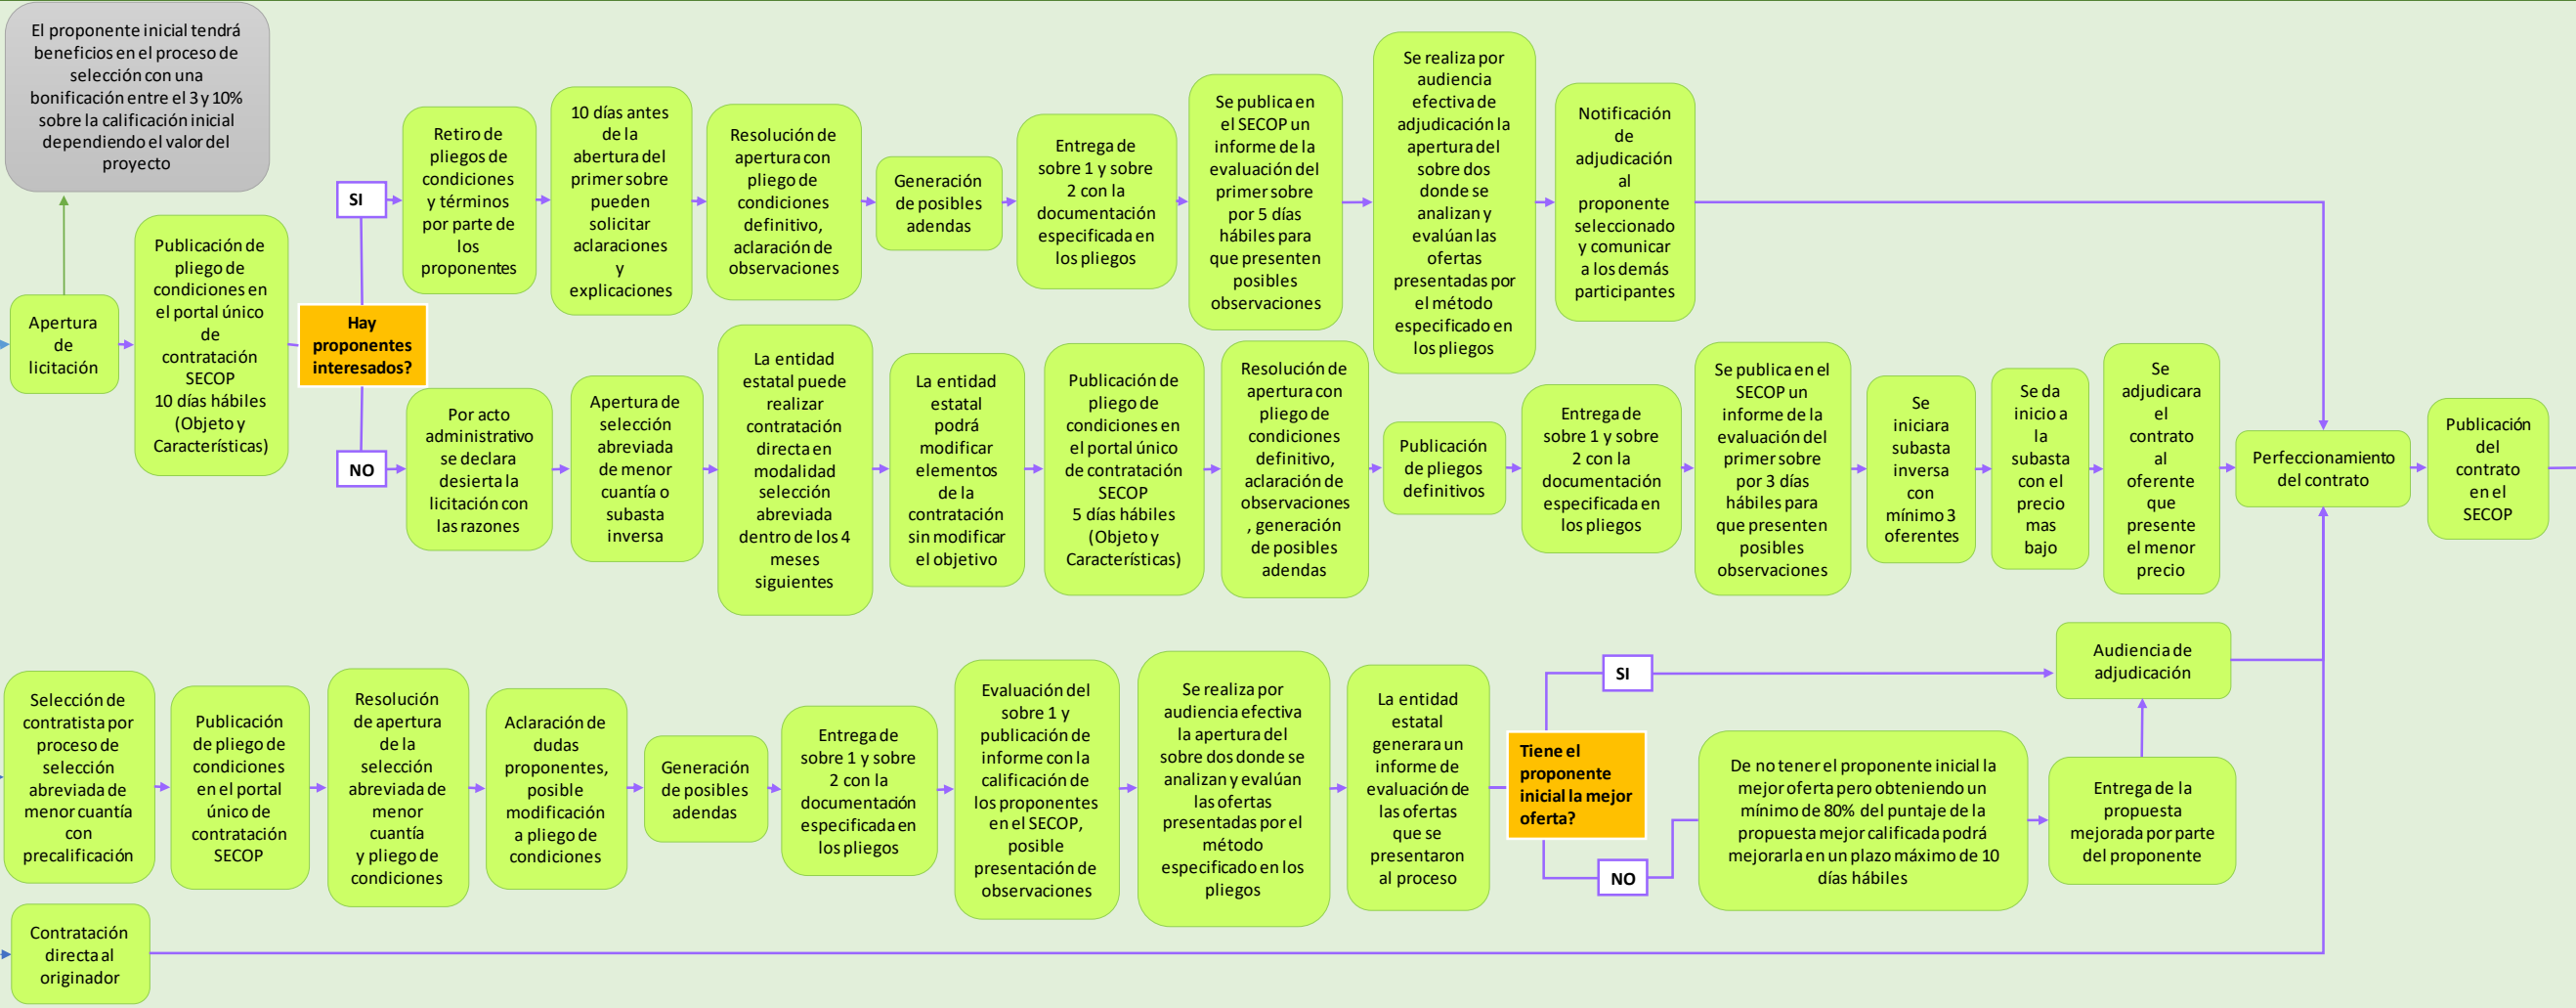 El proponente inicial tendrá
beneficios en el proceso de
selección con una
bonificación entre el 3 y 10%
sobre la calificación inicial
dependiendo el valor del
proyecto
Apertura
de
licitación
Publicación de
pliego de
condiciones en
el portal único
de
contratación
SECOP
10 días hábiles
(Objeto y
Características)
Hay
proponentes
interesados?
SI
Retiro de
pliegos de
condiciones
y términos
por parte de
los
proponentes
10 días antes
de la
abertura del
primer sobre
pueden
solicitar
aclaraciones
y
explicaciones
Resolución de
apertura con
pliego de
condiciones
definitivo,
aclaración de
observaciones
Generación
de posibles
adendas
Entrega de
sobre 1 y sobre
2 con la
documentación
especificada en
los pliegos
Se publica en
el SECOP un
informe de la
evaluación del
primer sobre
por 5 días
hábiles para
que presenten
posibles
observaciones
Se realiza por
audiencia
efectiva de
adjudicación la
apertura del
sobre dos
donde se
analizan y
evalúan las
ofertas
presentadas por
el método
especificado en
los pliegos
Notificación
de
adjudicación
al
proponente
seleccionado
y comunicar
a los demás
participantes
NO
Por acto
administrativo
se declara
desierta la
licitación con
las razones
Apertura de
selección
abreviada
de menor
cuantía o
subasta
inversa
La entidad
estatal puede
realizar
contratación
directa en
modalidad
selección
abreviada
dentro de los 4
meses
siguientes
La entidad
estatal
podrá
modificar
elementos
de la
contratación
sin modificar
el objetivo
Publicación de
pliego de
condiciones en
el portal único
de contratación
SECOP
5 días hábiles
(Objeto y
Características)
Resolución de
apertura con
pliego de
condiciones
definitivo,
aclaración de
observaciones
, generación
de posibles
adendas
Publicación
de pliegos
definitivos
Entrega de
sobre 1 y sobre
2 con la
documentación
especificada en
los pliegos
Se publica en el
SECOP un
informe de la
evaluación del
primer sobre
por 3 días
hábiles para
que presenten
posibles
observaciones
Se
iniciara
subasta
inversa
con
mínimo 3
oferentes
Se da
inicio a
la
subasta
con el
precio
mas
bajo
Se
adjudicara
el
contrato
al
oferente
que
presente
el menor
precio
Perfeccionamiento
del contrato
Publicación
del
contrato
en el
SECOP
Selección de
contratista por
proceso de
selección
abreviada de
menor cuantía
con
precalificación
Publicación
de pliego de
condiciones
en el portal
único de
contratación
SECOP
Resolución
de apertura
de la
selección
abreviada de
menor
cuantía
y pliego de
condiciones
Aclaración de
dudas
proponentes,
posible
modificación
a pliego de
condiciones
Generación
de posibles
adendas
Entrega de
sobre 1 y sobre
2 con la
documentación
especificada en
los pliegos
Evaluación del
sobre 1 y
publicación de
informe con la
calificación de
los proponentes
en el SECOP,
posible
presentación de
observaciones
Se realiza por
audiencia efectiva
la apertura del
sobre dos donde se
analizan y evalúan
las ofertas
presentadas por el
método
especificado en los
pliegos
La entidad
estatal
generara un
informe de
evaluación de
las ofertas
que se
presentaron
al proceso
Tiene el
proponente
inicial la mejor
oferta?
SI
Audiencia de
adjudicación
NO
De no tener el proponente inicial la
mejor oferta pero obteniendo un
mínimo de 80% del puntaje de la
propuesta mejor calificada podrá
mejorarla en un plazo máximo de 10
días hábiles
Entrega de la
propuesta
mejorada por parte
del proponente
Contratación
directa al
originador